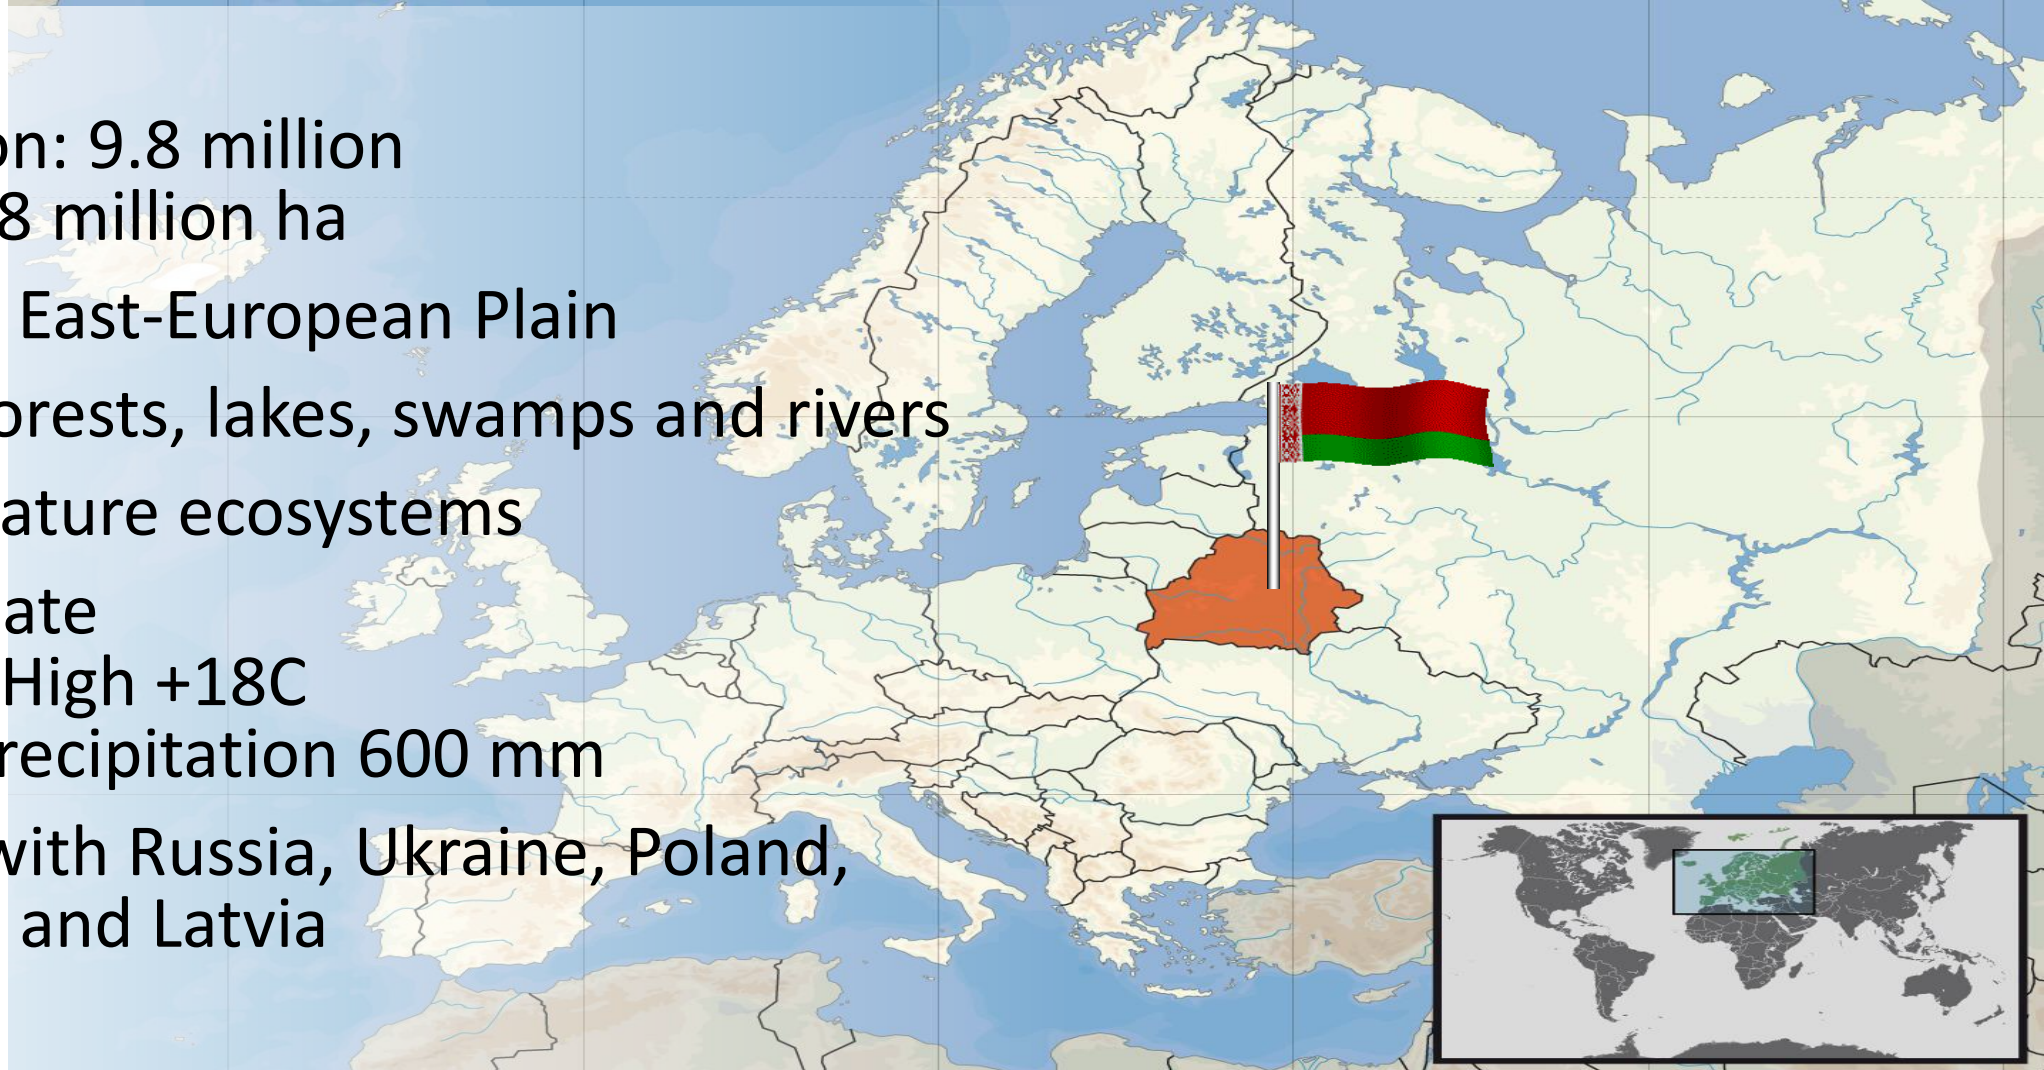 on: 9.8 million
8 million ha
East-European Plain
orests, lakes, swamps and rivers
ature ecosystems
ate
High +18C
recipitation 600 mm
with Russia, Ukraine, Poland,
and Latvia